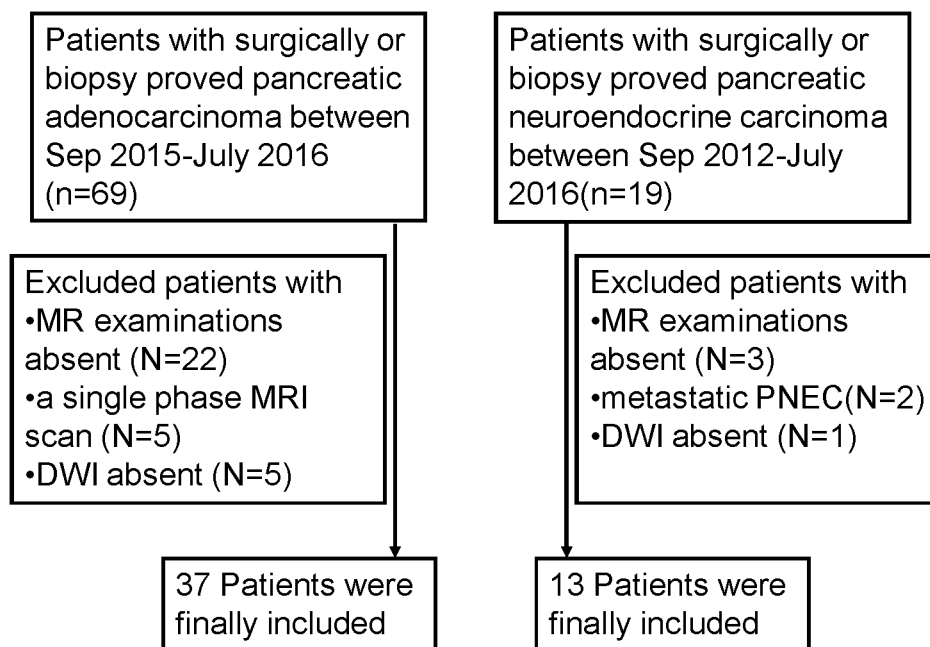 Patients with surgically or
biopsy proved pancreatic
adenocarcinoma between
Sep 2015-July 2016
(n=69)
Patients with surgically or
biopsy proved pancreatic
neuroendocrine carcinoma
between Sep 2012-July
2016(n=19)
Excluded patients with
•MR examinations
absent (N=22)
•a single phase MRI
scan (N=5)
•DWI absent (N=5)
Excluded patients with
•MR examinations
absent (N=3)
•metastatic PNEC(N=2)
•DWI absent (N=1)
37 Patients were
finally included
13 Patients were
finally included